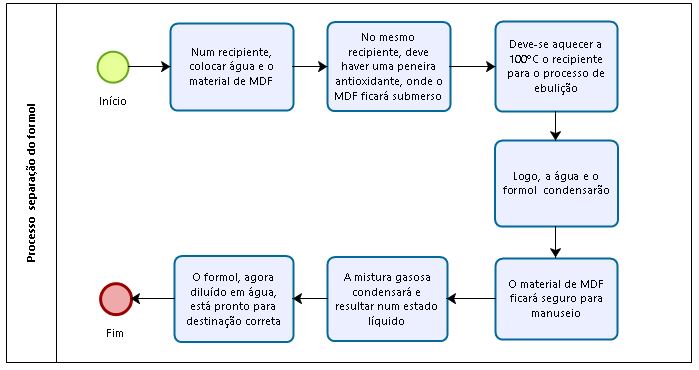 Processo separação do formol
Início
Num recipiente,
colocar água e o
material de MDF
No mesmo
recipiente, deve
haver uma peneira
antioxidante, onde o
MDF ficará submerso
Deve-se aquecer a
100°C o recipiente
para o processo de
ebulição
Logo, a água e o
formol condensarão
O material de MDF
ficará seguro para
manuseio
A mistura gasosa
condensará e
resultar num estado
líquido
O formol, agora
diluído em água,
está pronto para
destinação correta
Fim